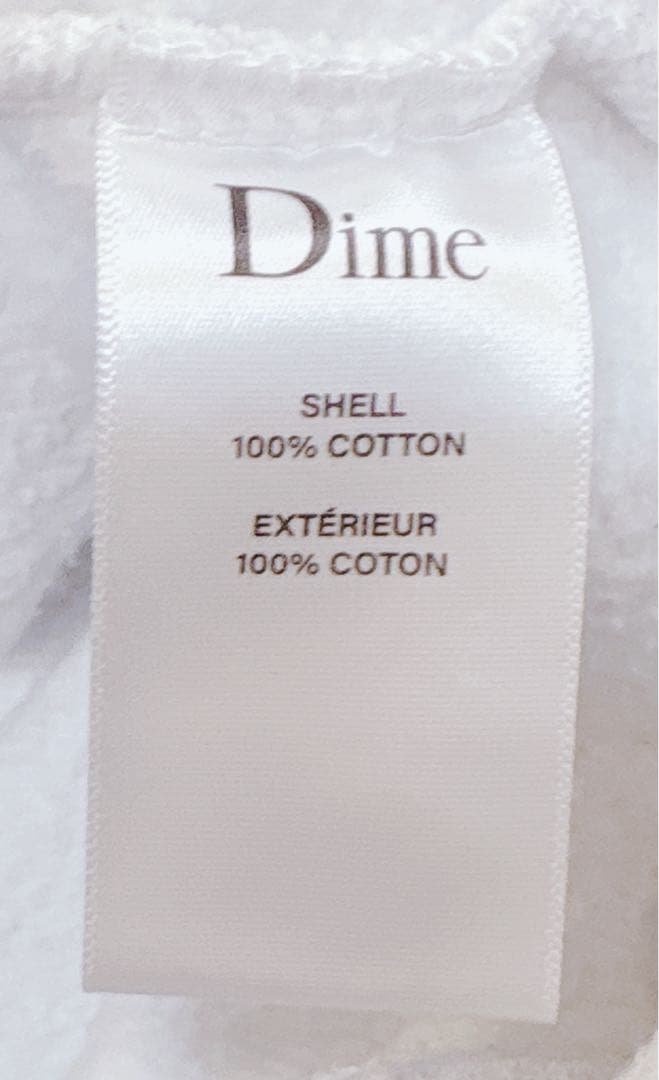 Dime
SHELL
100% COTTON
EXTÉRIEUR
100% COTON